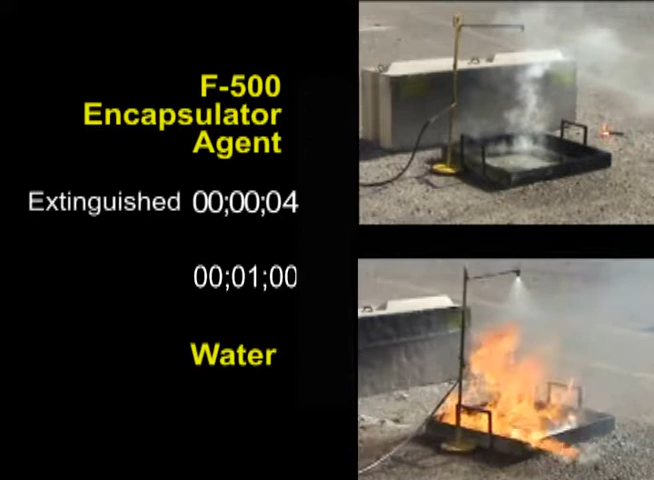 F-500
Encapsulator
Agent
Extinguished 00;00;04
00;01;00
Water